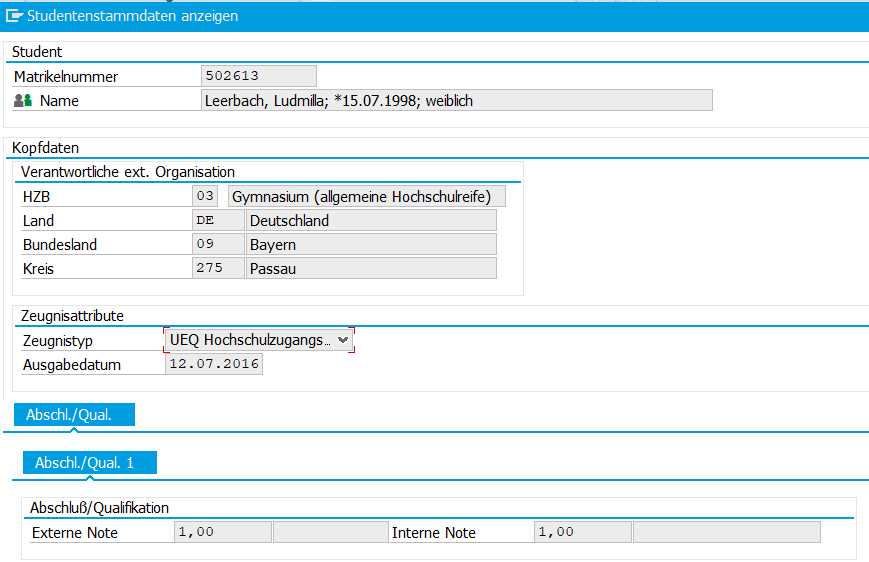 Studentenstammdaten anzeigen
Student
Matrikelnummer 502613
Name Leerbach, Ludmilla; *15.07.1998; weiblich
Kopfdaten
Verantwortliche ext. Organisation
HZB 03 Gymnasium (allgemeine Hochschulreife)
Land DE Deutschland
Bundesland 09 Bayern
Kreis 275 Passau
Zeugnisattribute
Zeugnistyp UEQ Hochschulzugangs...
Ausgabedatum 12.07.2016
Abschl./Qual.
Abschl./Qual. 1
Abschluß/Qualifikation
Externe Note 1,00 Interne Note 1,00